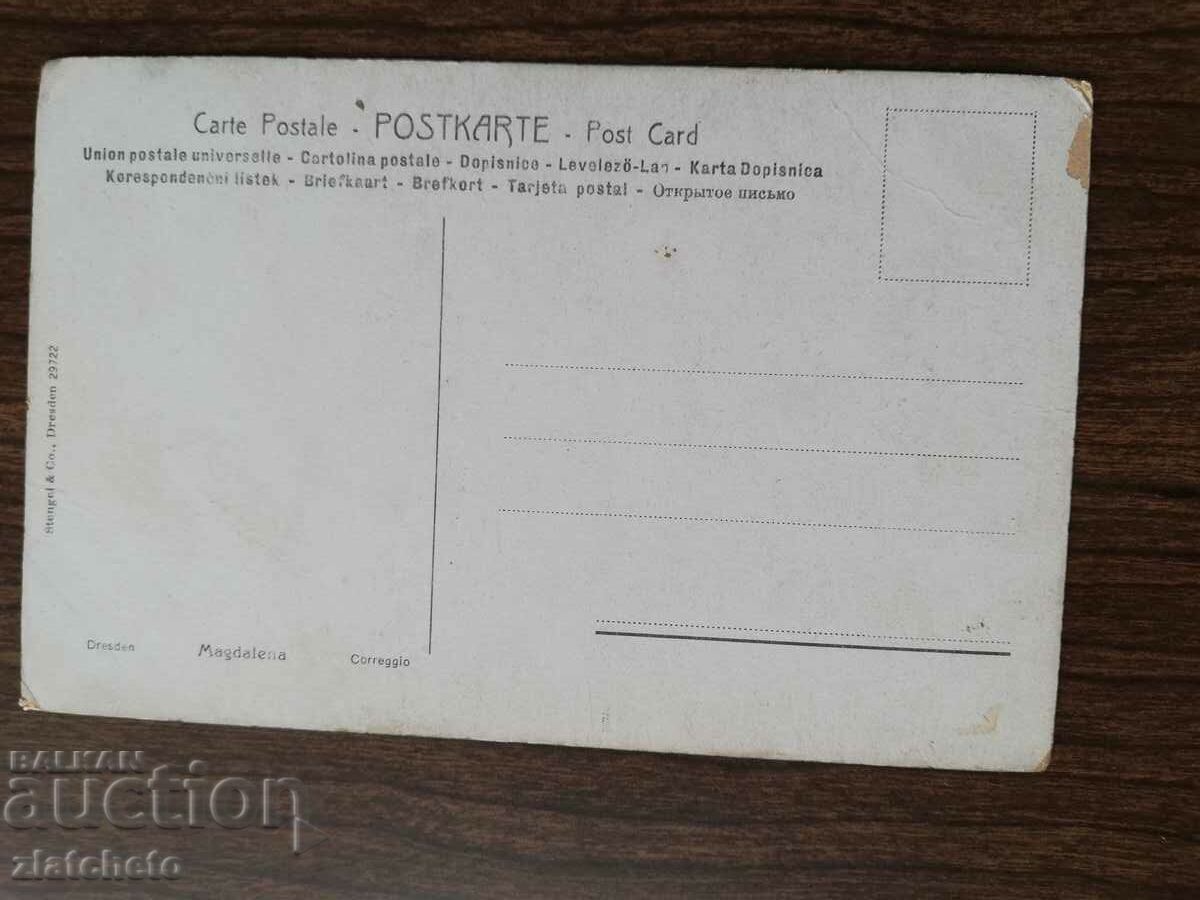 Carte Postale - POSTKARTE - Post Card
Union postale universelle - Cartolina postale - Dopisnice - Levelező-Lap - Karta Dopisnica
Korespondenční lístek - Briefkaart - Brefkort - Tarjeta postal - Открытое письмо
Stengel & Co., Dresden 29722
Dresden Magdalena Correggio
BALKAN
auction
zlatcheto